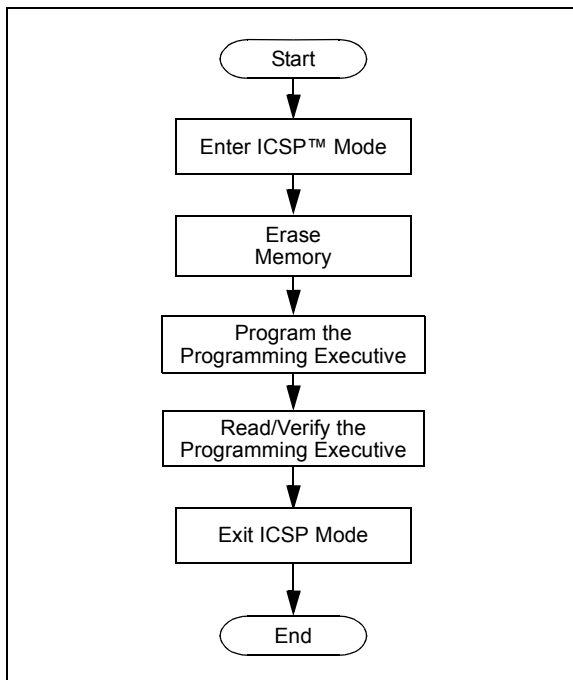 Start
Enter ICSP™ Mode
Erase
Memory
Program the
Programming Executive
Read/Verify the
Programming Executive
Exit ICSP Mode
End